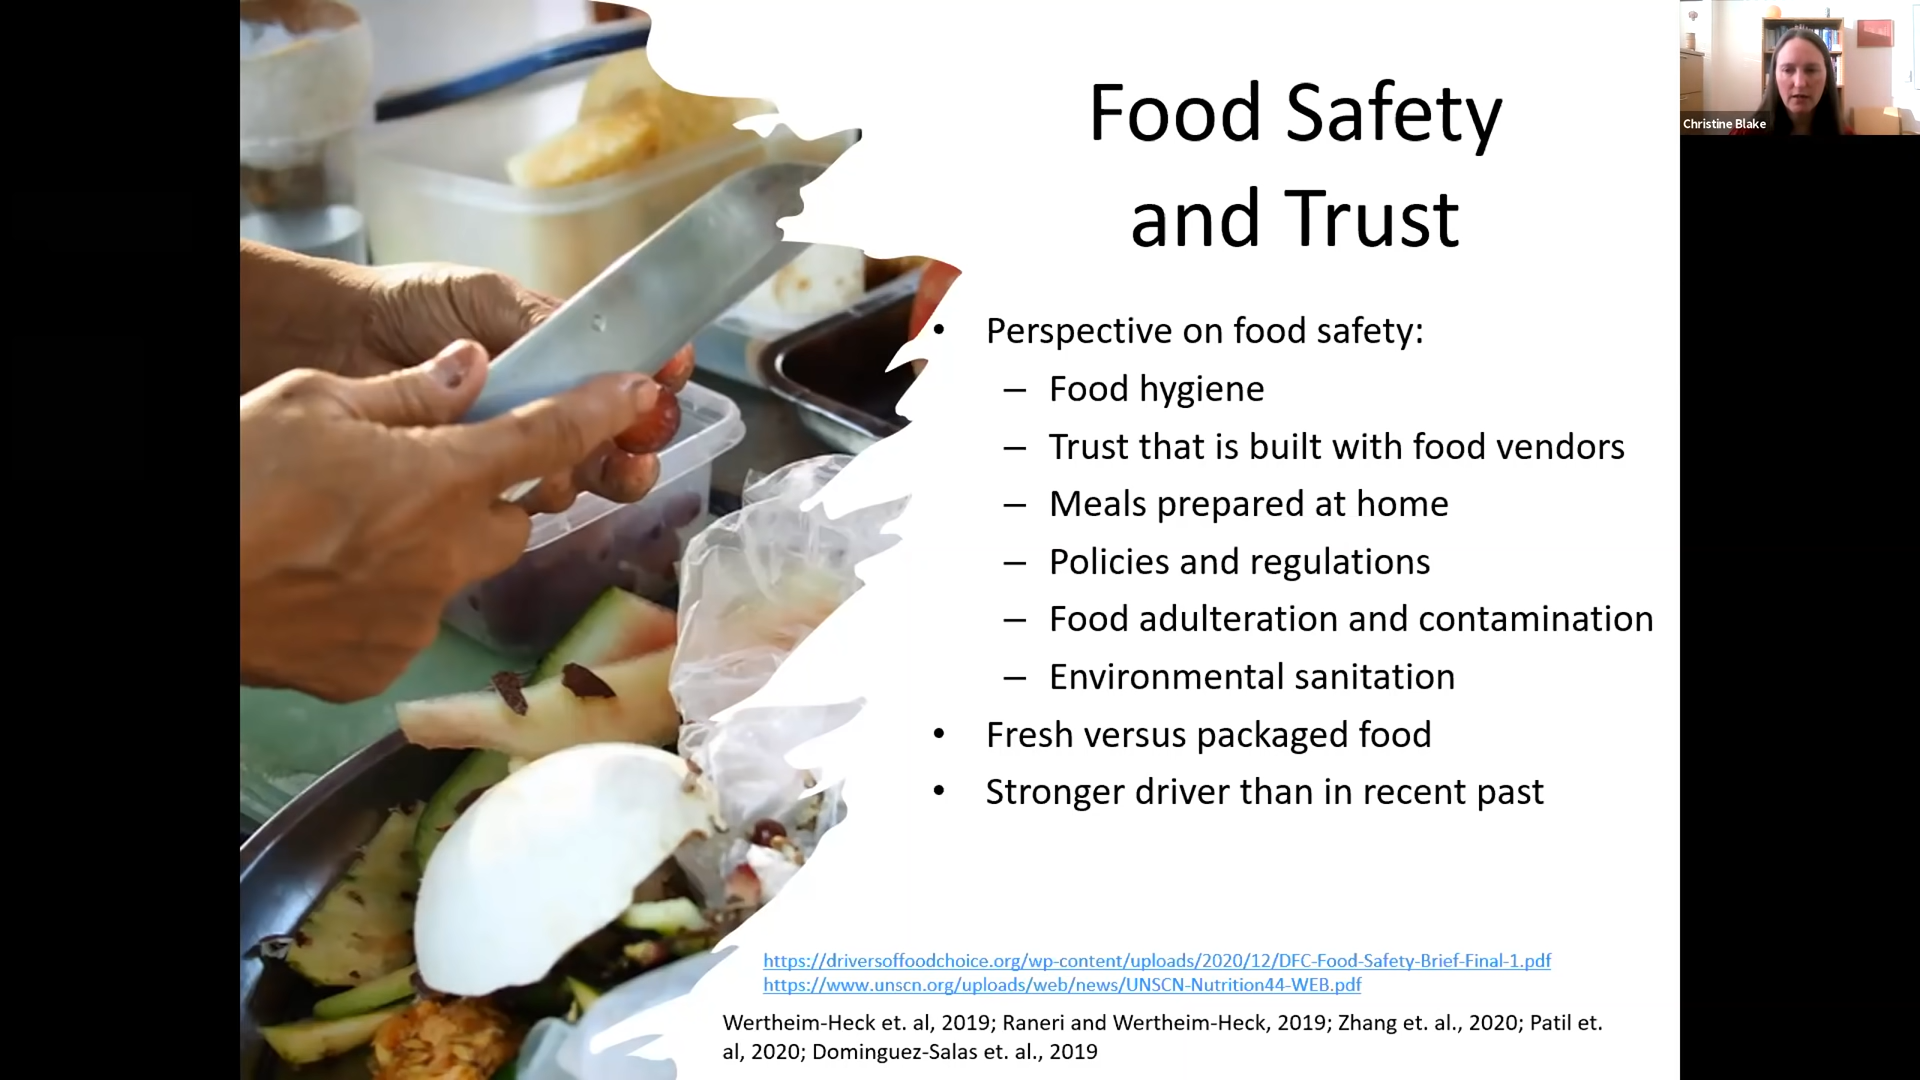 Food Safety
and Trust
• Perspective on food safety:
– Food hygiene
– Trust that is built with food vendors
– Meals prepared at home
– Policies and regulations
– Food adulteration and contamination
– Environmental sanitation
• Fresh versus packaged food
• Stronger driver than in recent past
https://driversoffoodchoice.org/wp-content/uploads/2020/12/DFC-Food-Safety-Brief-Final-1.pdf
https://www.unscn.org/uploads/web/news/UNSCN-Nutrition44-WEB.pdf
Wertheim-Heck et. al, 2019; Raneri and Wertheim-Heck, 2019; Zhang et. al., 2020; Patil et.
al, 2020; Dominguez-Salas et. al., 2019
Christine Blake